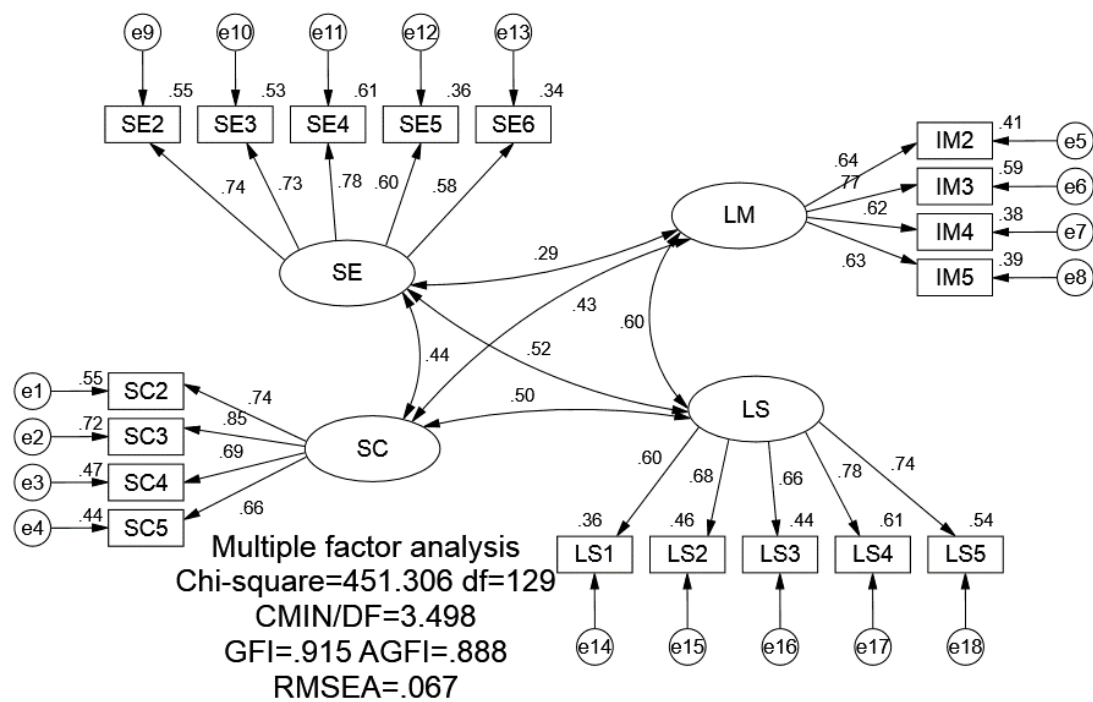 e9 e10 e11 e12 e13
.55 .53 .61 .36 .34
SE2 SE3 SE4 SE5 SE6
.74 .73 .78 .60 .58
SE
LM
.41
IM2 e5
.64
.59
IM3 e6
.77
.38
IM4 e7
.62
.39
IM5 e8
.63
.29
.43
.60
.44
.52
.50
e1 .55 SC2
.74
e2 .72 SC3
.85
e3 .47 SC4
.69
e4 .44 SC5
.66
SC
LS
.60 .68 .66 .78 .74
.36 .46 .44 .61 .54
LS1 LS2 LS3 LS4 LS5
e14 e15 e16 e17 e18
Multiple factor analysis
Chi-square=451.306 df=129
CMIN/DF=3.498
GFI=.915 AGFI=.888
RMSEA=.067